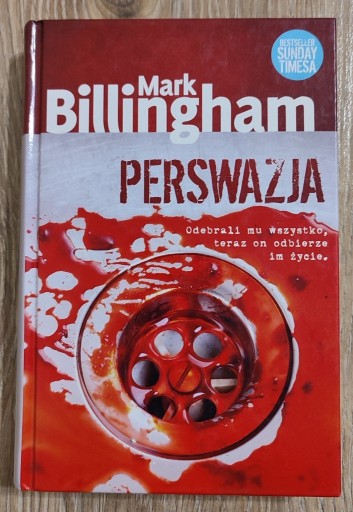 BESTSELLER
SUNDAY
TIMESA
Mark
Billingham
PERSWAZJA
Odebrali mu wszystko,
teraz on odbierze
im życie.